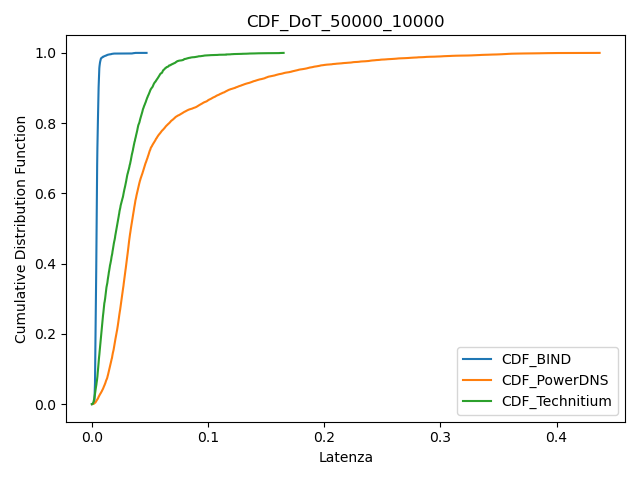 CDF_DoT_50000_10000
Cumulative Distribution Function
1.0
0.8
0.6
0.4
0.2
0.0
0.0 0.1 0.2 0.3 0.4
Latenza
CDF_BIND
CDF_PowerDNS
CDF_Technitium